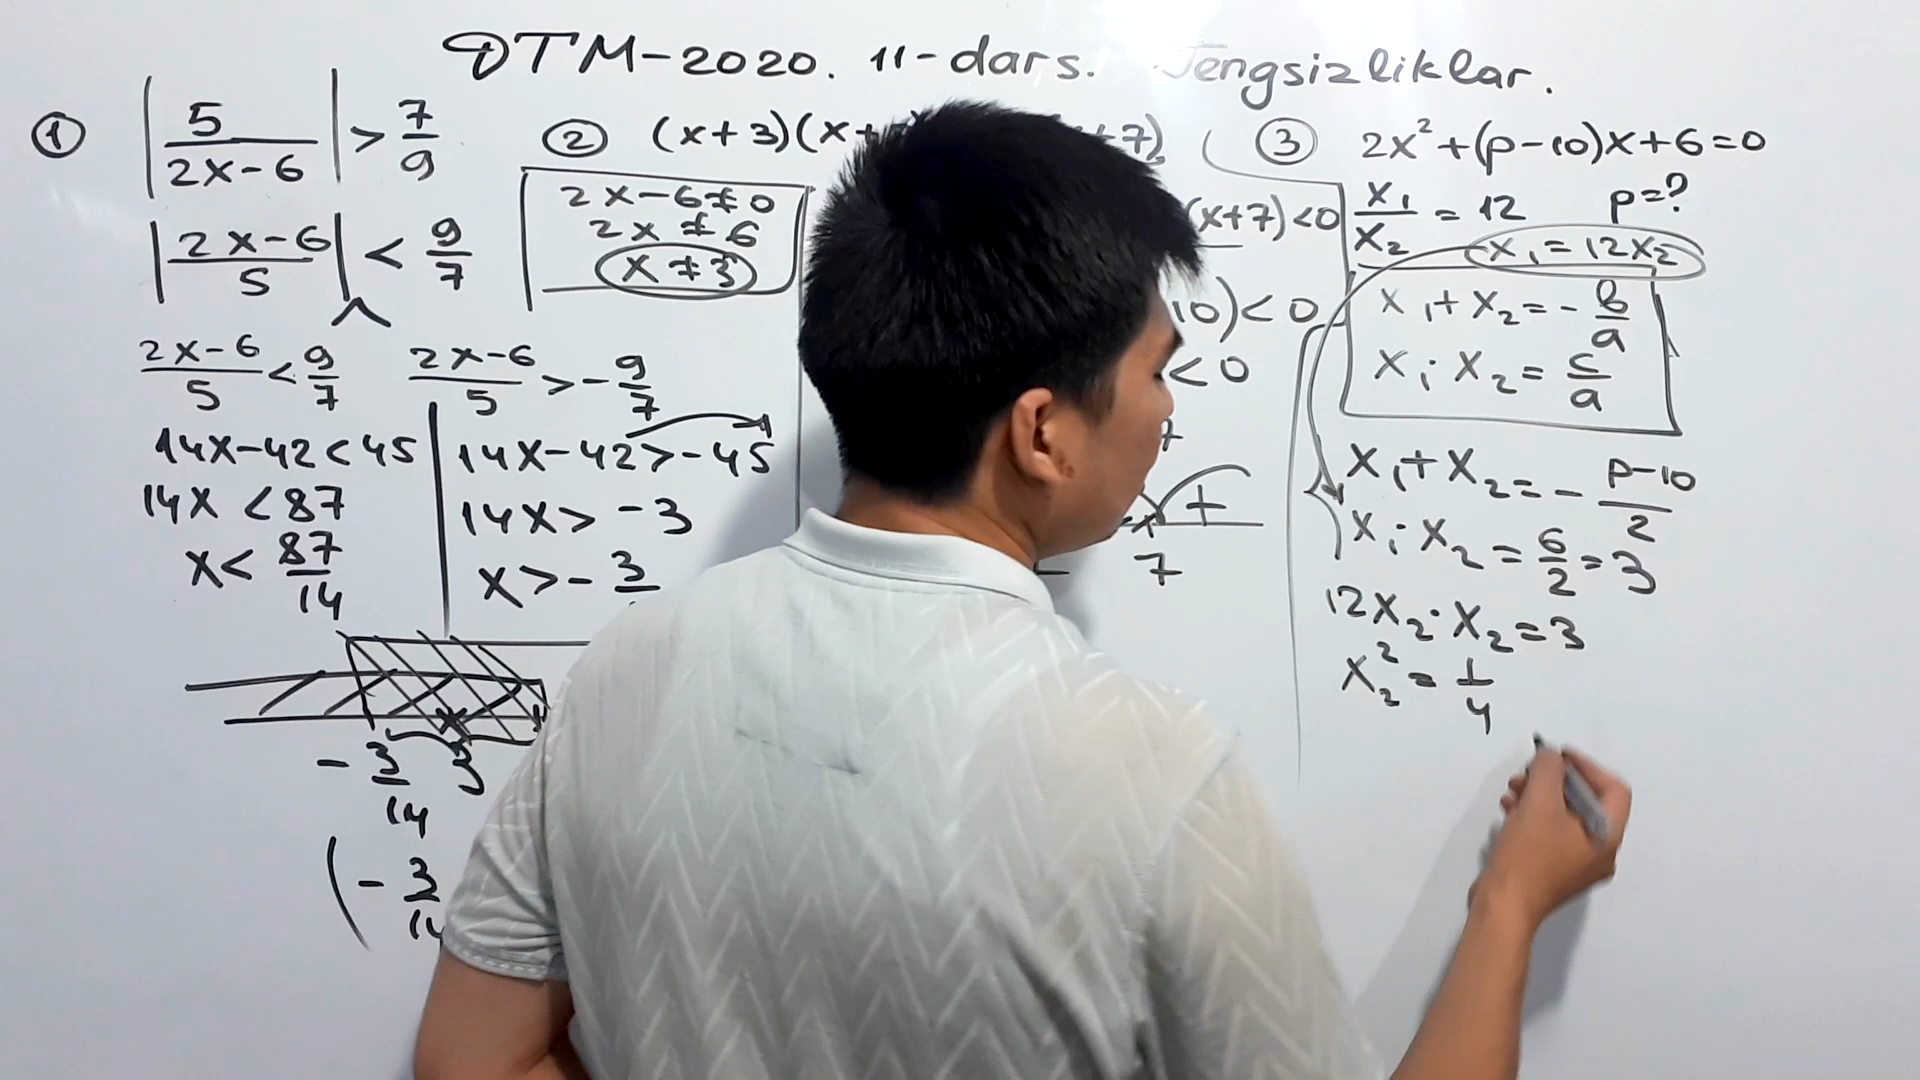 DTM-2020. 11-dars. Tengsizliklar.
① |5/(2x-6)| > 7/9
|(2x-6)/5| < 9/7
(2x-6)/5 < 9/7   (2x-6)/5 > -9/7
14x-42<45   14x-42>-45
14x<87   14x>-3
x<87/14   x>-3
-3/14   3
(-3/14
② (x+3)(x+   +7)
2x-6≠0
2x≠6
x≠3
(x+7)<0
10)<0
<0
+
7
③ 2x²+(p-10)x+6=0
x₁/x₂=12   p=?
x₁=12x₂
x₁+x₂=-b/a
x₁·x₂=c/a
x₁+x₂=-(p-10)/2
x₁·x₂=6/2=3
12x₂·x₂=3
x₂²=1/4